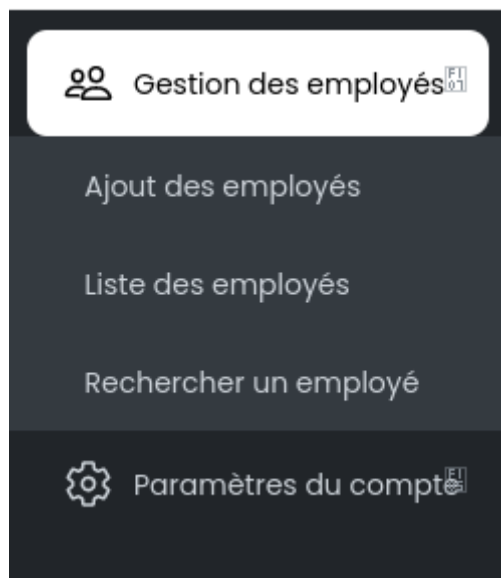 Gestion des employés
Ajout des employés
Liste des employés
Rechercher un employé
Paramètres du compte